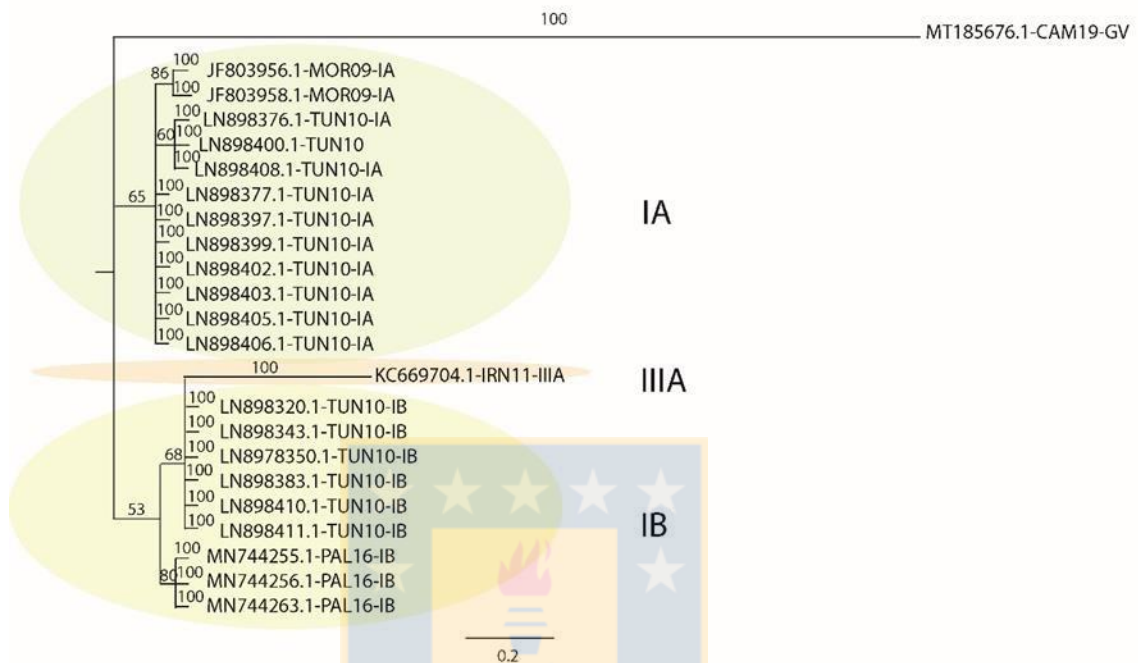 100
MT185676.1-CAM19-GV
100
86
JF803956.1-MOR09-IA
100
JF803958.1-MOR09-IA
100
LN898376.1-TUN10-IA
60
100
LN898400.1-TUN10
100
LN898408.1-TUN10-IA
65
100
LN898377.1-TUN10-IA
IA
100
LN898397.1-TUN10-IA
100
LN898399.1-TUN10-IA
100
LN898402.1-TUN10-IA
100
LN898403.1-TUN10-IA
100
LN898405.1-TUN10-IA
100
LN898406.1-TUN10-IA
100
KC669704.1-IRN11-IIIA
IIIA
100
LN898320.1-TUN10-IB
100
LN898343.1-TUN10-IB
68
100
LN8978350.1-TUN10-IB
100
LN898383.1-TUN10-IB
53
100
LN898410.1-TUN10-IB
100
LN898411.1-TUN10-IB
IB
100
MN744255.1-PAL16-IB
80
100
MN744256.1-PAL16-IB
100
MN744263.1-PAL16-IB
0.2